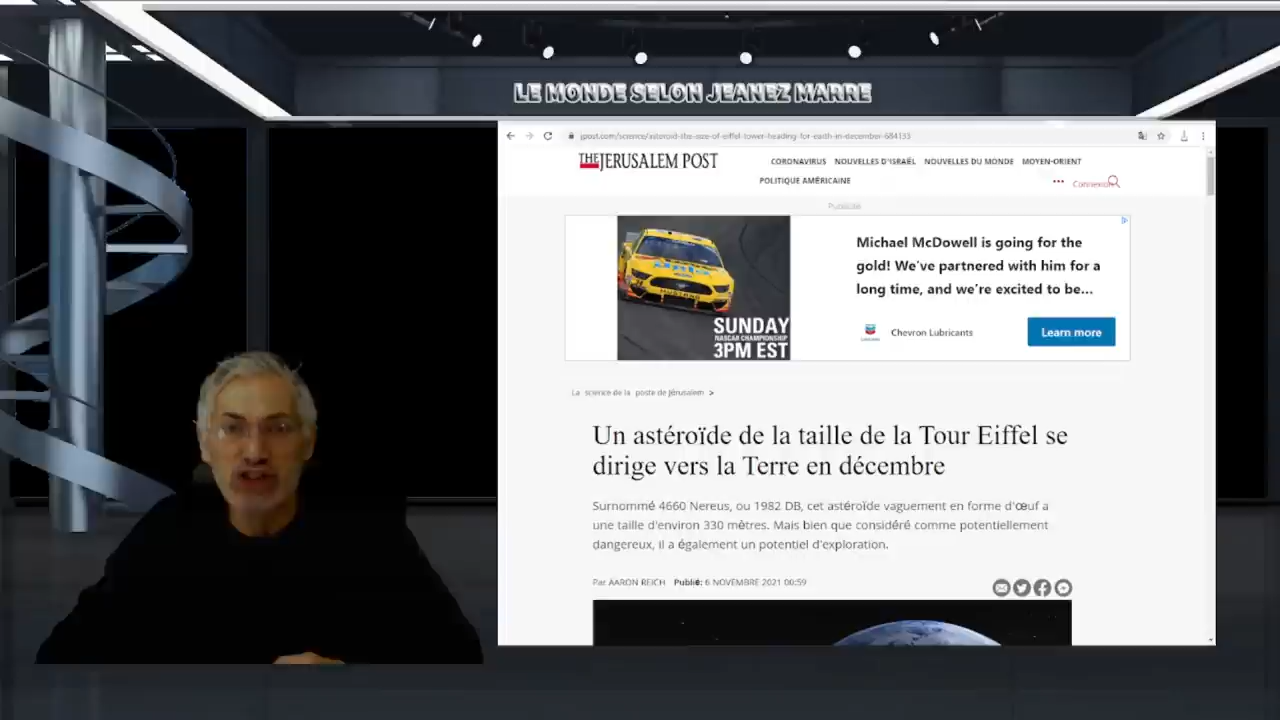 LE MONDE SELON JEANEZ MARRE
jpost.com/science/asteroid-the-size-of-eiffel-tower-heading-for-earth-in-december-684135
THE JERUSALEM POST
CORONAVIRUS NOUVELLES D'ISRAËL NOUVELLES DU MONDE MOYEN-ORIENT
POLITIQUE AMÉRICAINE
Connexion
Publicité
Michael McDowell is going for the
gold! We've partnered with him for a
long time, and we're excited to be...
MUSTANG
SUNDAY
NASCAR CHAMPIONSHIP
3PM EST
Chevron Lubricants
Learn more
La science de la poste de Jérusalem >
Un astéroïde de la taille de la Tour Eiffel se
dirige vers la Terre en décembre
Surnommé 4660 Nereus, ou 1982 DB, cet astéroïde vaguement en forme d'œuf a
une taille d'environ 330 mètres. Mais bien que considéré comme potentiellement
dangereux, il a également un potentiel d'exploration.
Par AARON REICH Publié: 6 NOVEMBRE 2021 00:59